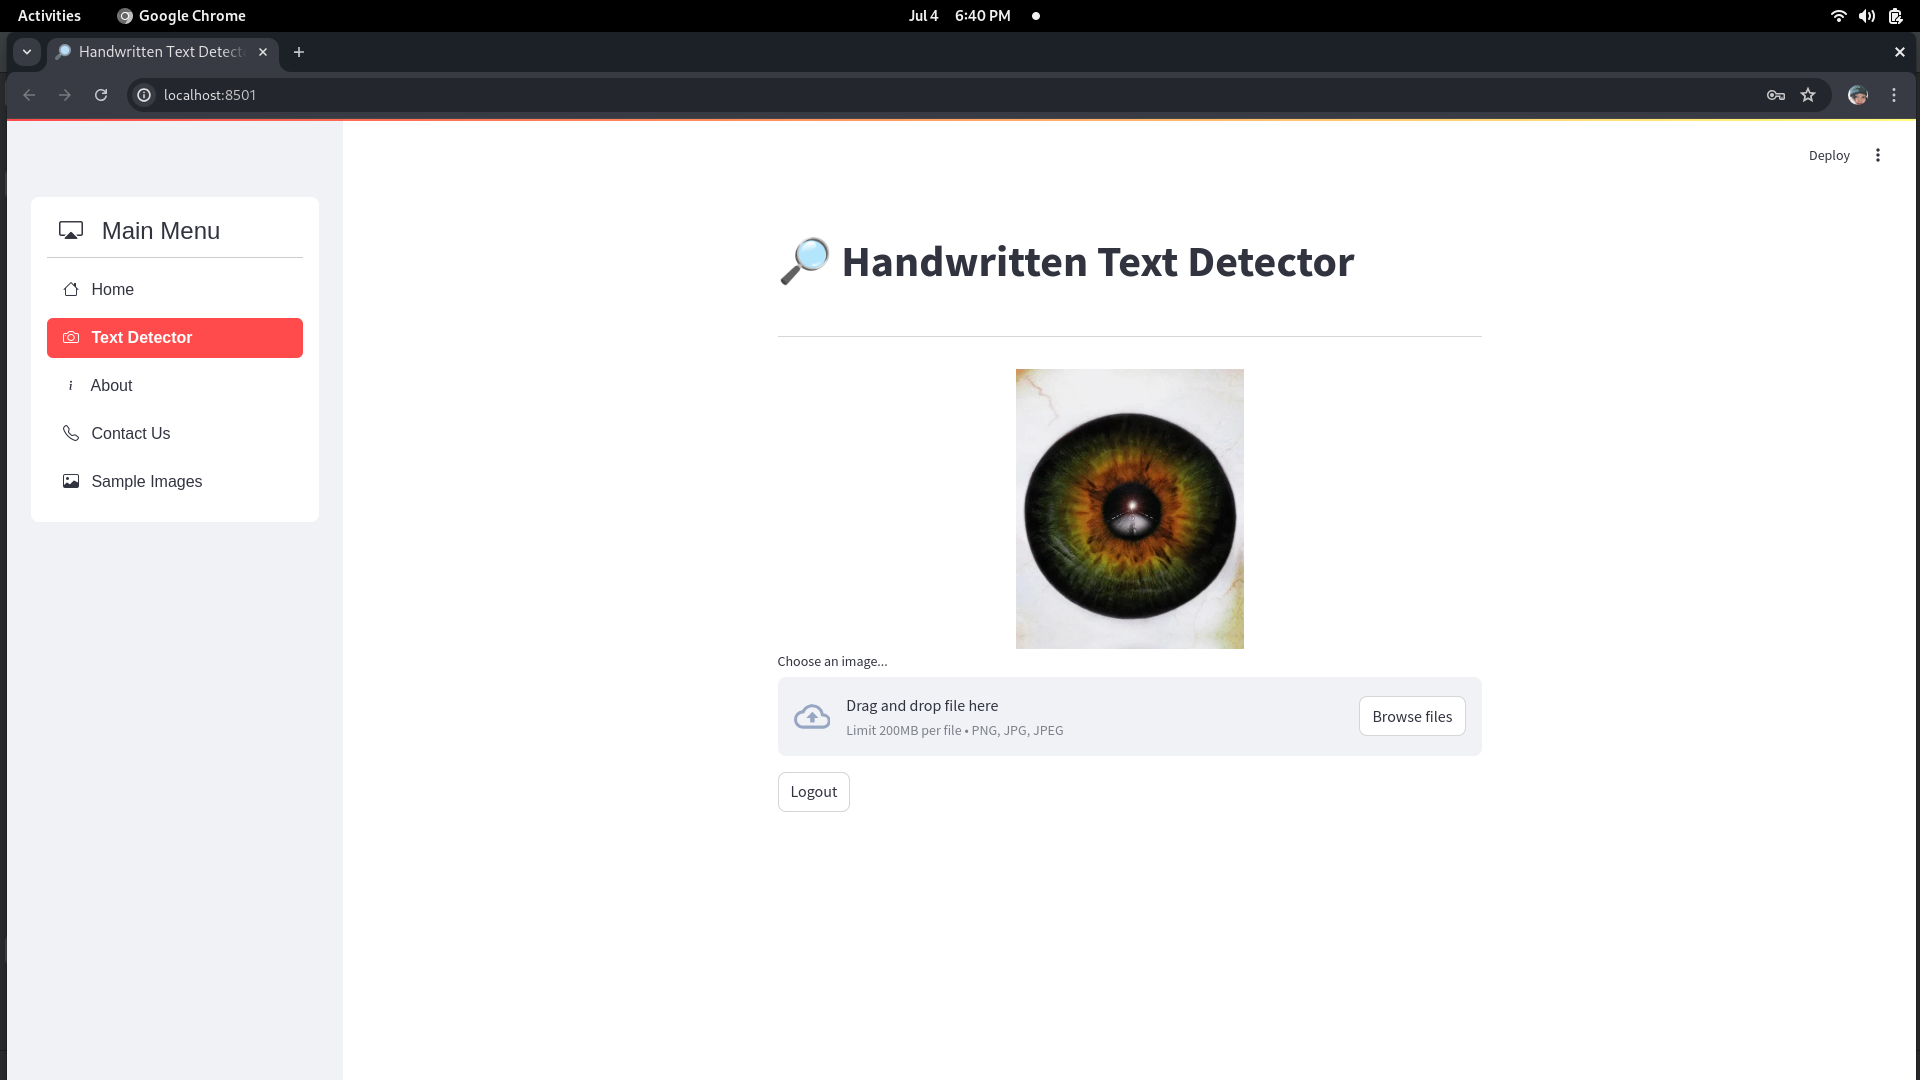 Activities Google Chrome Jul 4 6:40 PM
Handwritten Text Detect
localhost:8501
Deploy
Main Menu
Home
Text Detector
About
Contact Us
Sample Images
Handwritten Text Detector
Choose an image...
Drag and drop file here
Limit 200MB per file • PNG, JPG, JPEG
Browse files
Logout